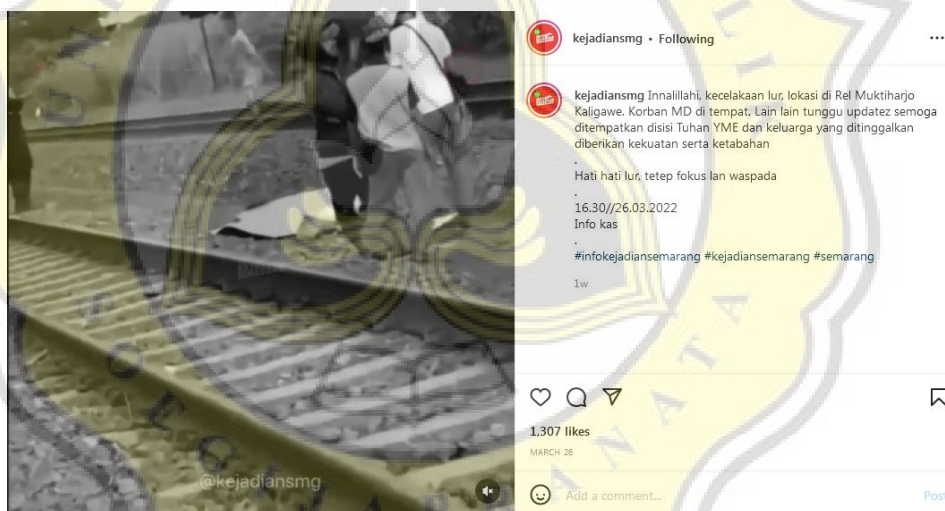 kejadiansmg • Following
kejadiansmg Innalillahi, kecelakaan lur, lokasi di Rel Muktiharjo
Kaligawe. Korban MD di tempat. Lain lain tunggu updatez semoga
ditempatkan disisi Tuhan YME dan keluarga yang ditinggalkan
diberikan kekuatan serta ketabahan
.
Hati hati lur, tetep fokus lan waspada
.
16.30//26.03.2022
Info kas
.
#infokejadiansemarang #kejadiansemarang #semarang
1w
1,307 likes
MARCH 26
Add a comment...
Post
@kejadiansmg